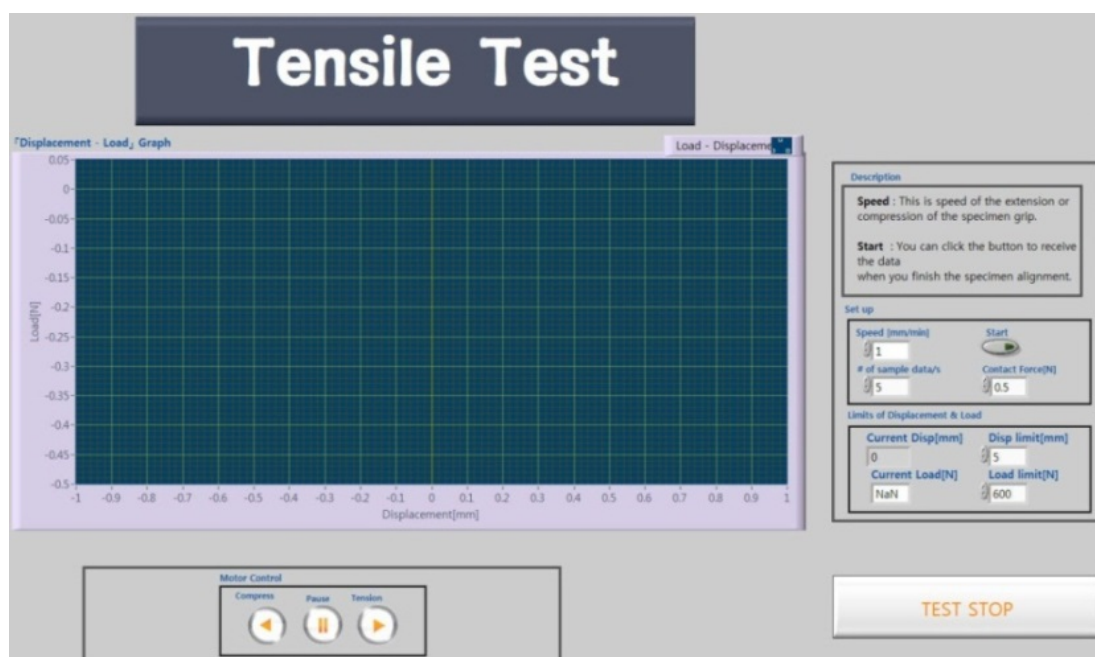 Tensile Test
「Displacement - Load」 Graph
Load - Displaceme
0.05
0
-0.05
-0.1
-0.15
-0.2
-0.25
-0.3
-0.35
-0.4
-0.45
-0.5
Load[N]
-1 -0.9 -0.8 -0.7 -0.6 -0.5 -0.4 -0.3 -0.2 -0.1 0 0.1 0.2 0.3 0.4 0.5 0.6 0.7 0.8 0.9 1
Displacement[mm]
Description
Speed : This is speed of the extension or
compression of the specimen grip.
Start : You can click the button to receive
the data
when you finish the specimen alignment.
Set up
Speed [mm/min] Start
1
# of sample data/s Contact Force[N]
5 0.5
Limits of Displacement & Load
Current Disp[mm] Disp limit[mm]
0 5
Current Load[N] Load limit[N]
NaN 600
Motor Control
Compress Pause Tension
TEST STOP